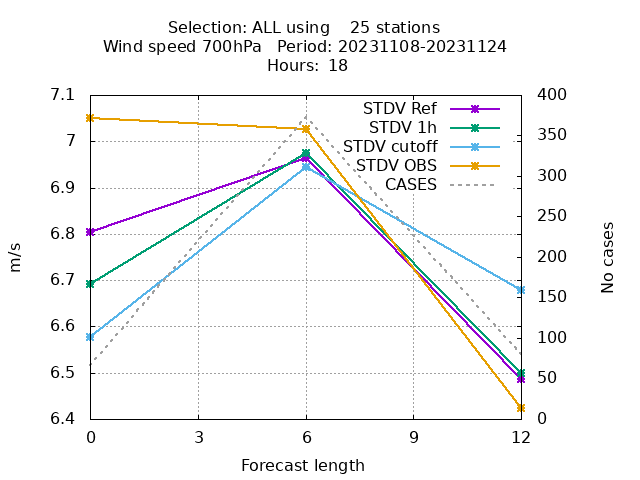 Selection: ALL using    25 stations
Wind speed 700hPa   Period: 20231108-20231124
Hours: 18
7.1
7
6.9
6.8
6.7
6.6
6.5
6.4
m/s
400
350
300
250
200
150
100
50
0
No cases
STDV Ref
STDV 1h
STDV cutoff
STDV OBS
CASES
0 3 6 9 12
Forecast length